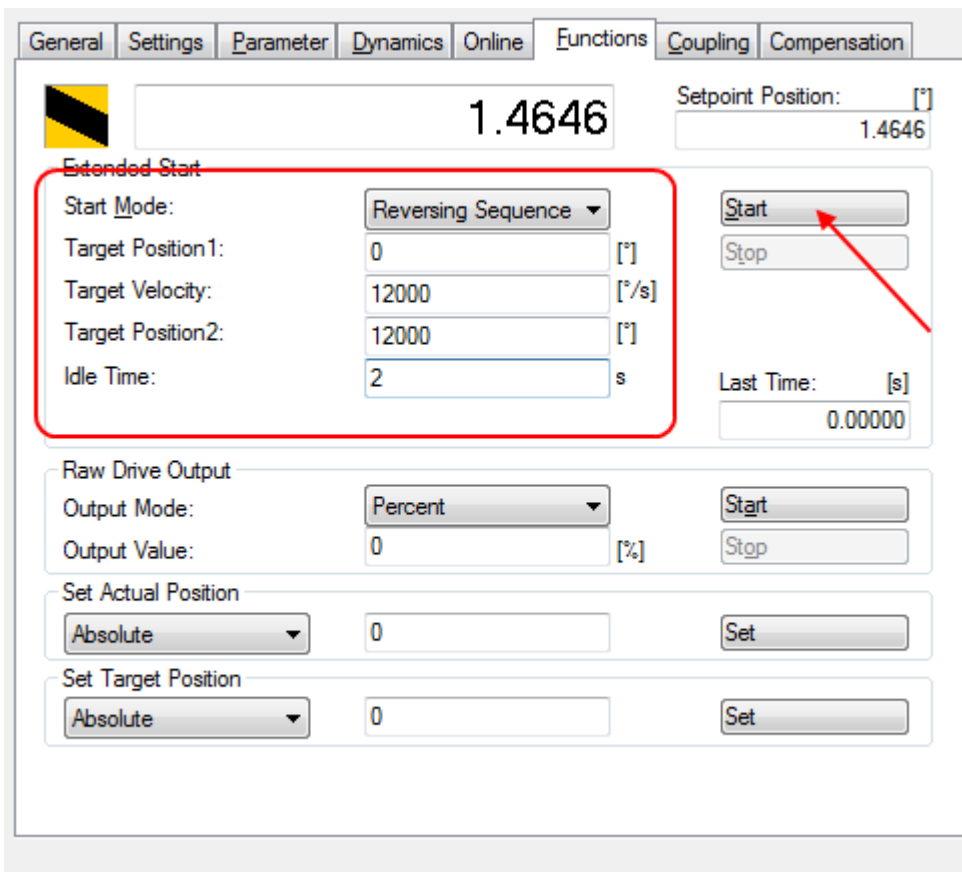 General Settings Parameter Dynamics Online Functions Coupling Compensation
Setpoint Position: [°]
1.4646 1.4646
Extended Start
Start Mode: Reversing Sequence Start
Target Position1: 0 [°] Stop
Target Velocity: 12000 [°/s]
Target Position2: 12000 [°]
Idle Time: 2 s Last Time: [s]
0.00000
Raw Drive Output
Output Mode: Percent Start
Output Value: 0 [%] Stop
Set Actual Position
Absolute 0 Set
Set Target Position
Absolute 0 Set